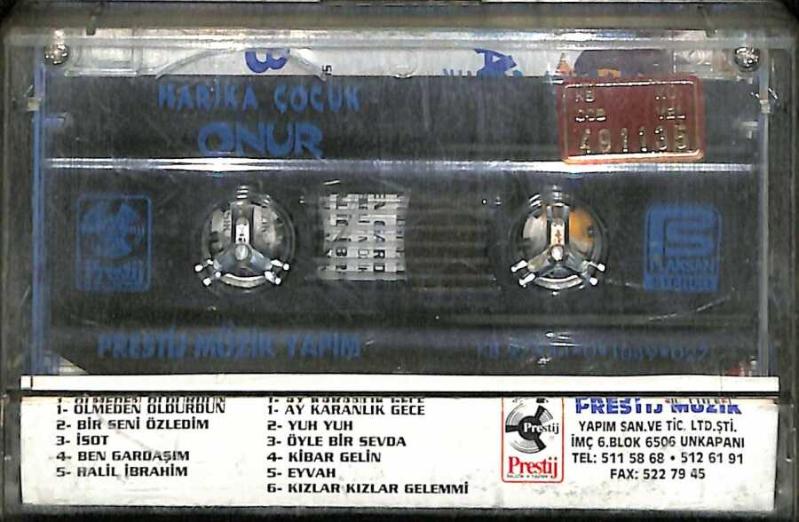 B
HARİKA ÇOCUK
ONUR
491135
Prestij
RAKSAN
PRESTİJ MÜZİK YAPIM
1- ÖLMEDEN ÖLDÜRDÜN
2- BİR SENİ ÖZLEDİM
3- İSOT
4- BEN GARDAŞIM
5- HALİL İBRAHİM
1- AY KARANLIK GECE
2- YUH YUH
3- ÖYLE BİR SEVDA
4- KİBAR GELİN
5- EYVAH
6- KIZLAR KIZLAR GELEMMİ
Prestij
Prestij
PRESTİJ MÜZİK
YAPIM SAN.VE TİC. LTD.ŞTİ.
İMÇ 6.BLOK 6506 UNKAPANI
TEL: 511 58 68 • 512 61 91
FAX: 522 79 45